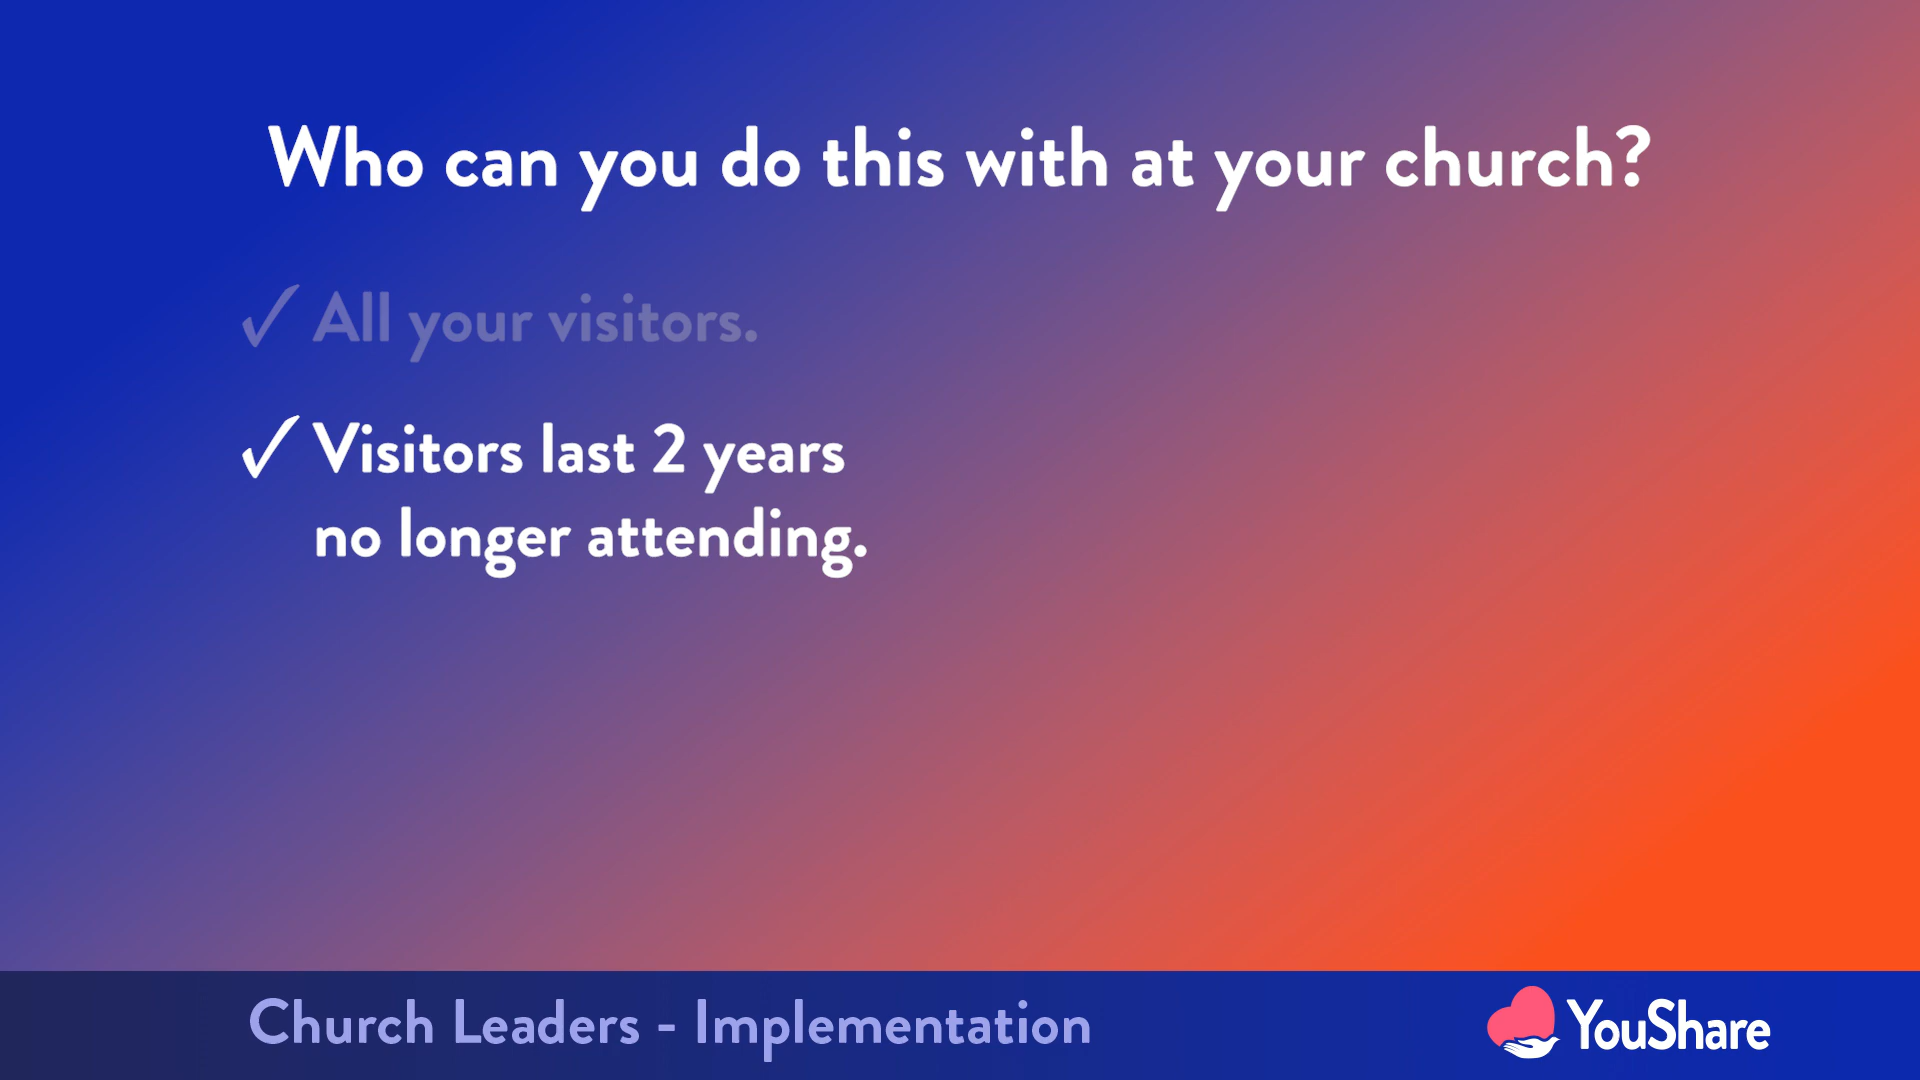 Who can you do this with at your church?
✓ All your visitors.
✓ Visitors last 2 years
no longer attending.
Church Leaders - Implementation
YouShare